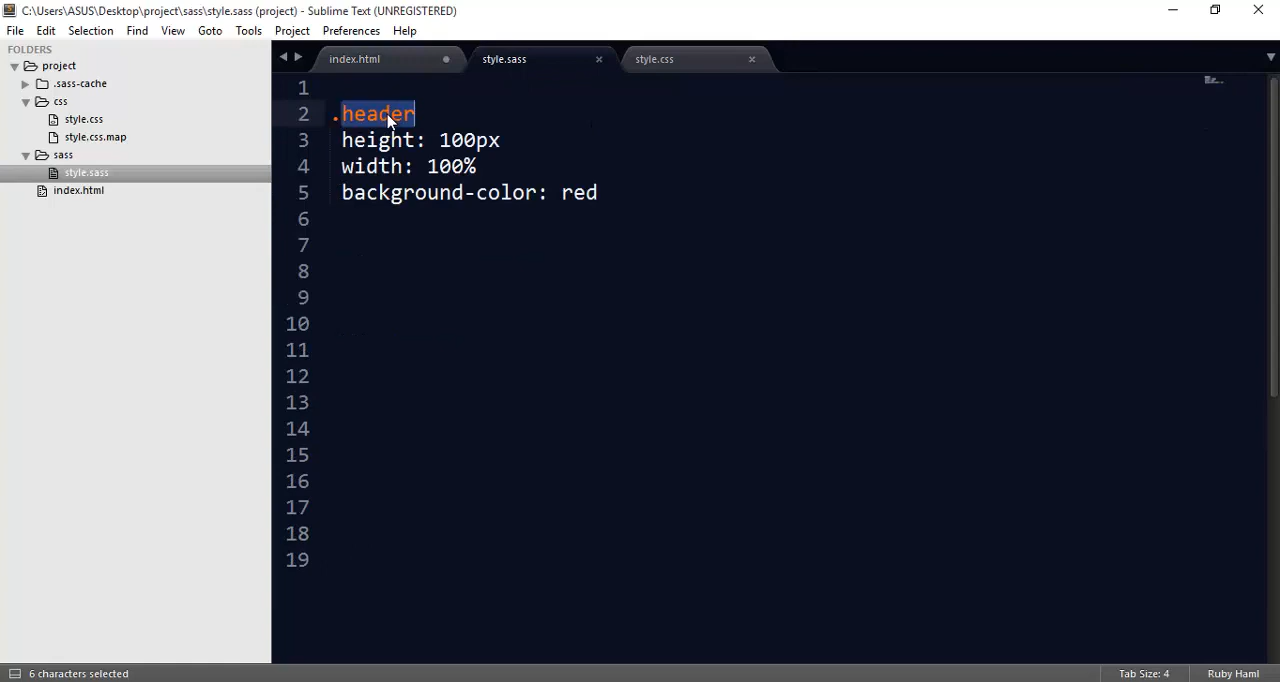 C:\Users\ASUS\Desktop\project\sass\style.sass (project) - Sublime Text (UNREGISTERED)
File Edit Selection Find View Goto Tools Project Preferences Help
FOLDERS
project
.sass-cache
css
style.css
style.css.map
sass
style.sass
index.html
index.html style.sass style.css
1
2 .header
3 height: 100px
4 width: 100%
5 background-color: red
6
7
8
9
10
11
12
13
14
15
16
17
18
19
6 characters selected Tab Size: 4 Ruby Haml